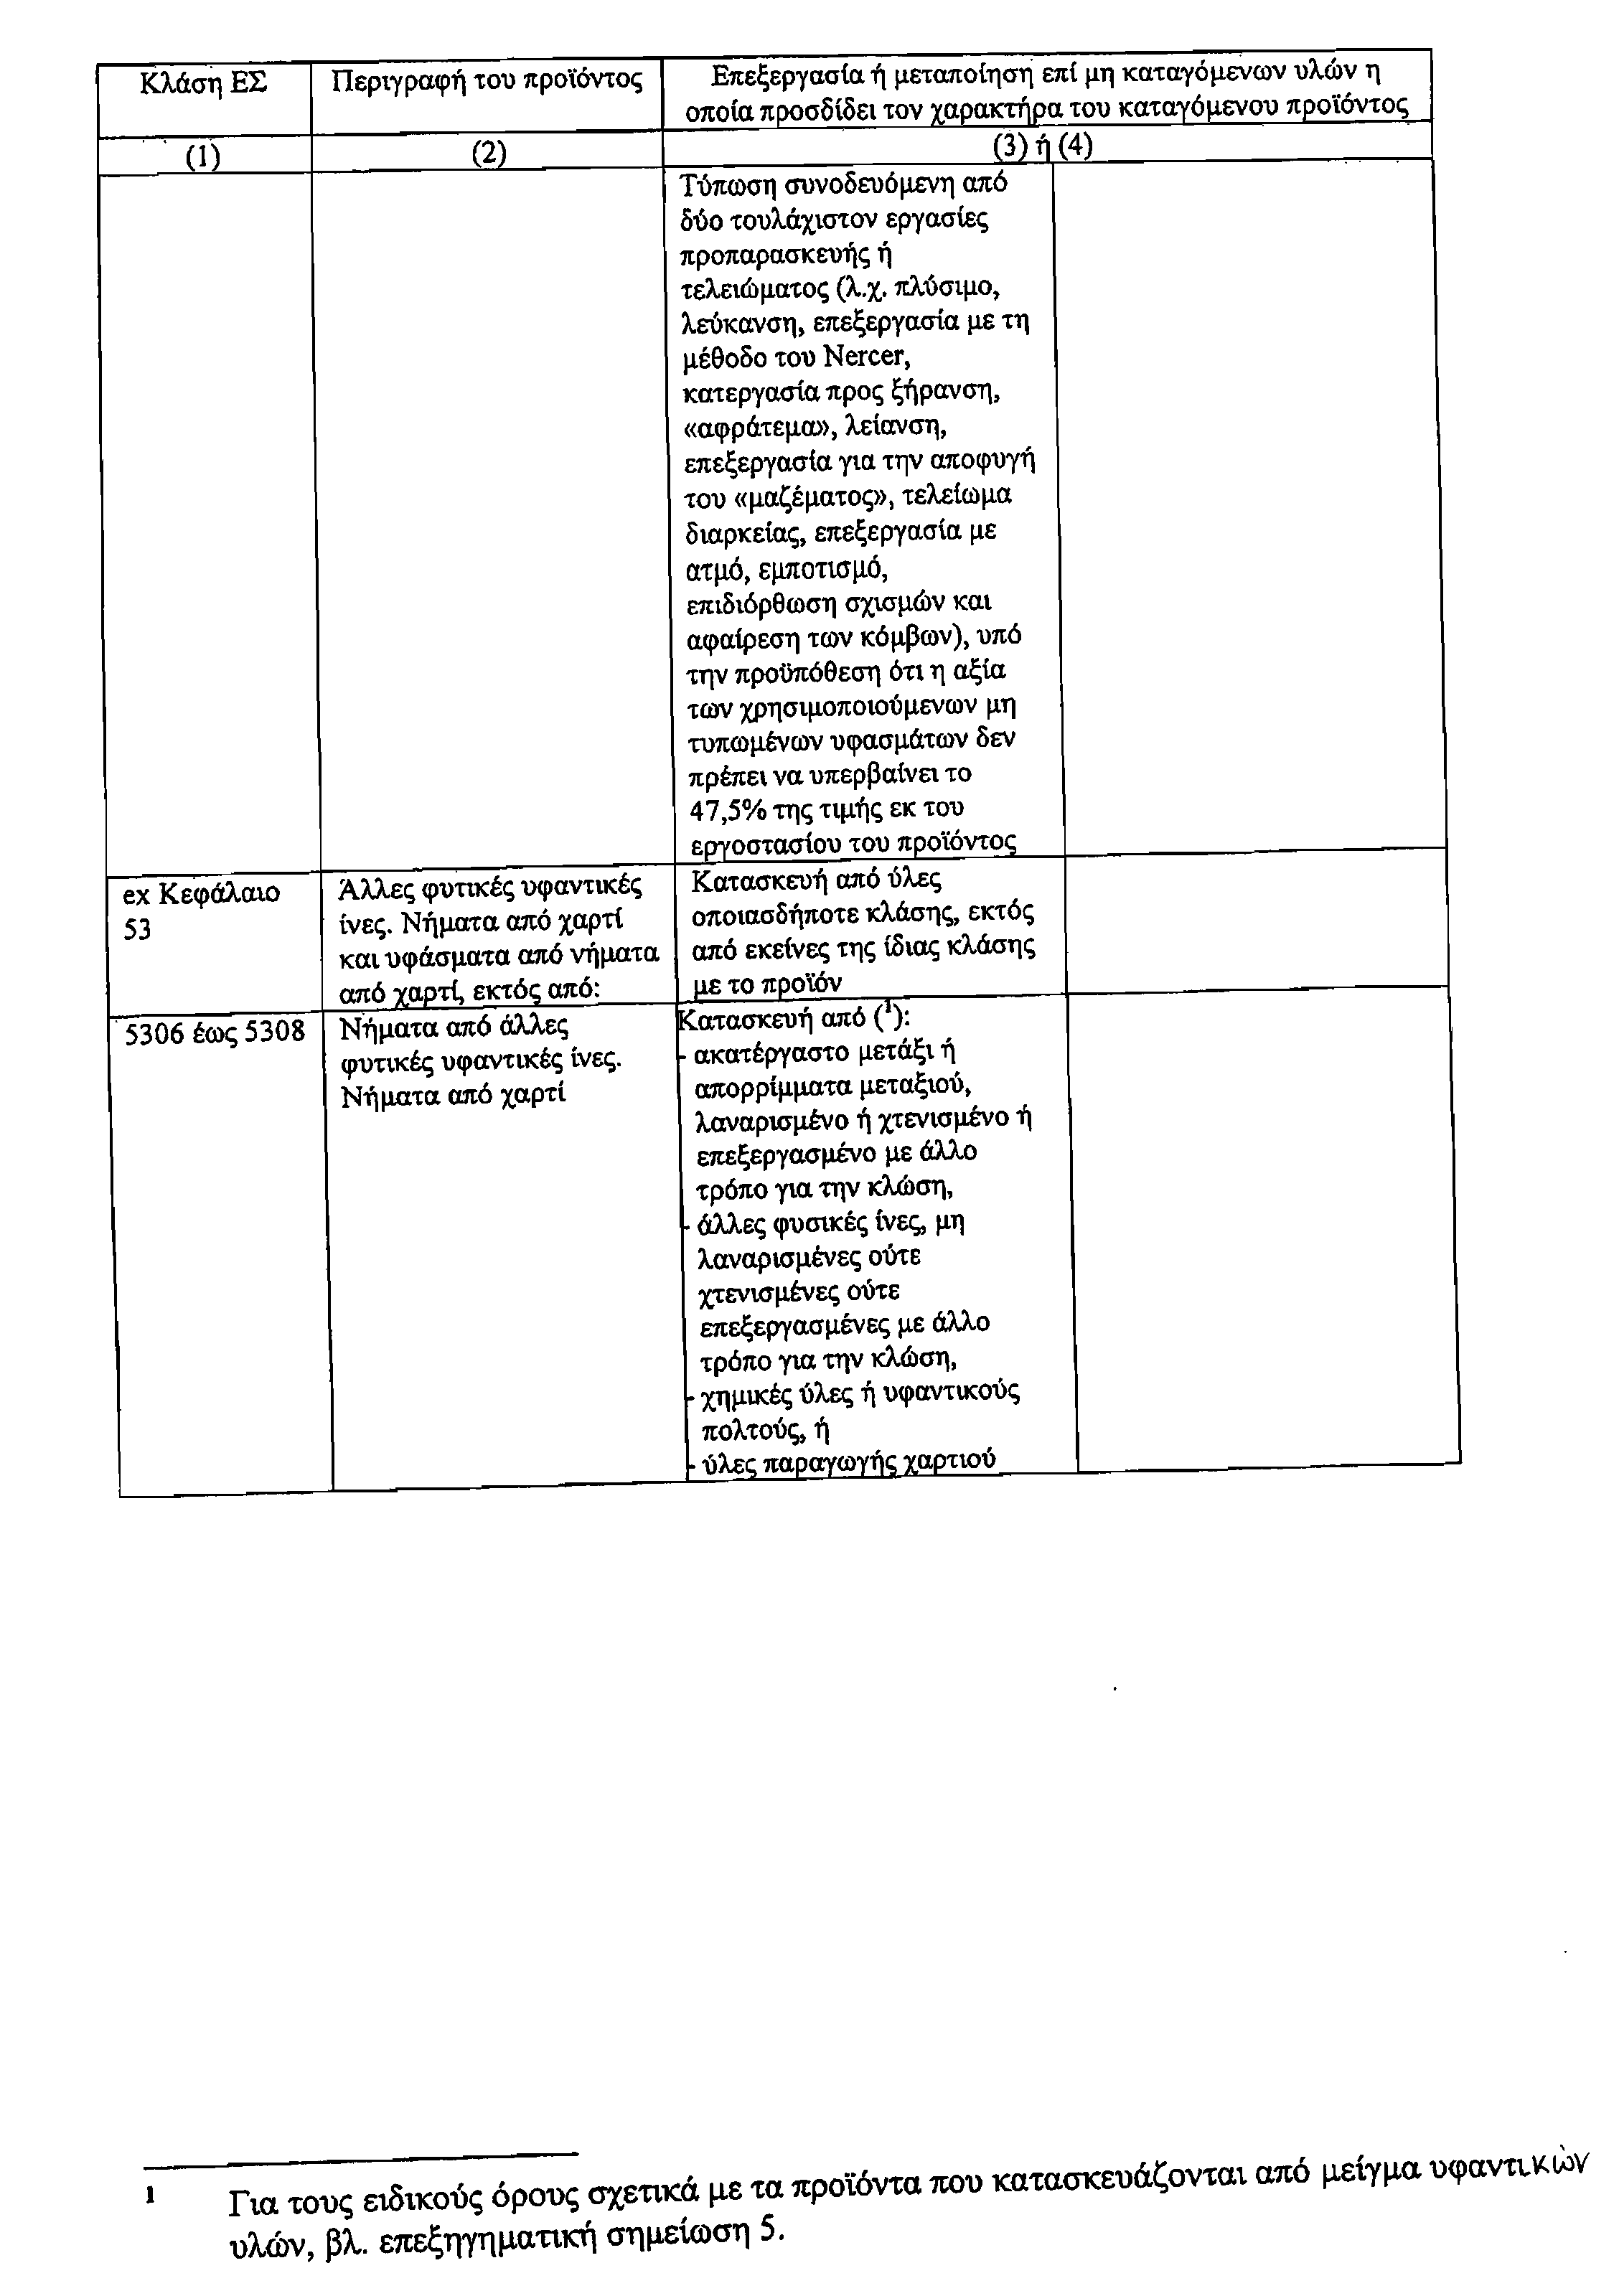 Κλάση ΕΣ
Περιγραφή του προϊόντος
Επεξεργασία ή μεταποίηση επί μη καταγόμενων υλών η
οποία προσδίδει τον χαρακτήρα του καταγόμενου προϊόντος
(1)
(2)
(3) ή (4)
Τύπωση συνοδευόμενη από
δύο τουλάχιστον εργασίες
προπαρασκευής ή
τελειώματος (λ.χ. πλύσιμο,
λεύκανση, επεξεργασία με τη
μέθοδο του Nercer,
κατεργασία προς ξήρανση,
«αφράτεμα», λείανση,
επεξεργασία για την αποφυγή
του «μαζέματος», τελείωμα
διαρκείας, επεξεργασία με
ατμό, εμποτισμό,
επιδιόρθωση σχισμών και
αφαίρεση των κόμβων), υπό
την προϋπόθεση ότι η αξία
των χρησιμοποιούμενων μη
τυπωμένων υφασμάτων δεν
πρέπει να υπερβαίνει το
47,5% της τιμής εκ του
εργοστασίου του προϊόντος
ex Κεφάλαιο
53
Άλλες φυτικές υφαντικές
ίνες. Νήματα από χαρτί
και υφάσματα από νήματα
από χαρτί, εκτός από:
Κατασκευή από ύλες
οποιασδήποτε κλάσης, εκτός
από εκείνες της ίδιας κλάσης
με το προϊόν
5306 έως 5308
Νήματα από άλλες
φυτικές υφαντικές ίνες.
Νήματα από χαρτί
Κατασκευή από (¹):
- ακατέργαστο μετάξι ή
απορρίμματα μεταξιού,
λαναρισμένο ή χτενισμένο ή
επεξεργασμένο με άλλο
τρόπο για την κλώση,
- άλλες φυσικές ίνες, μη
λαναρισμένες ούτε
χτενισμένες ούτε
επεξεργασμένες με άλλο
τρόπο για την κλώση,
- χημικές ύλες ή υφαντικούς
πολτούς, ή
- ύλες παραγωγής χαρτιού
1 Για τους ειδικούς όρους σχετικά με τα προϊόντα που κατασκευάζονται από μείγμα υφαντικών
υλών, βλ. επεξηγηματική σημείωση 5.